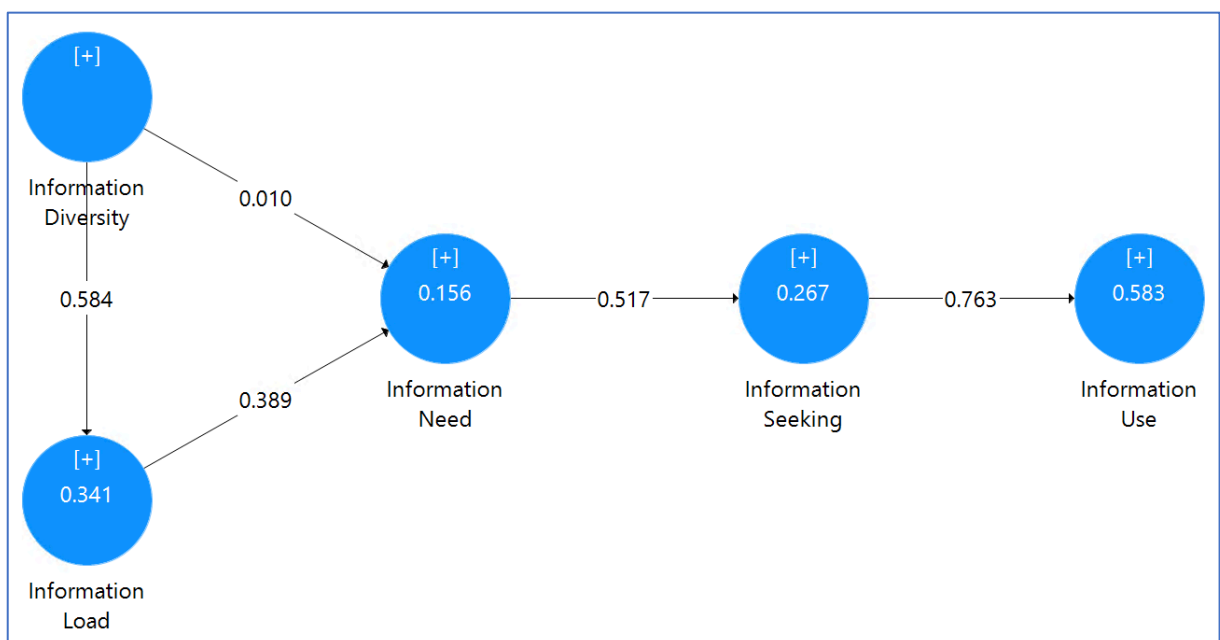 [+]
Information
Diversity
0.010
0.584
[+]
0.156
Information
Need
0.517
[+]
0.267
Information
Seeking
0.763
[+]
0.583
Information
Use
0.389
[+]
0.341
Information
Load